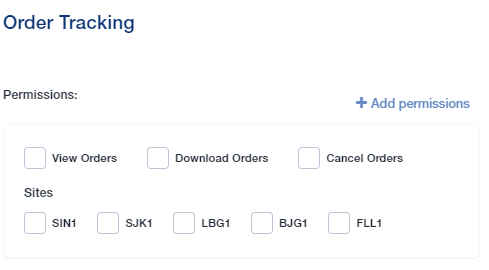 Order Tracking
Permissions:
+ Add permissions
View Orders Download Orders Cancel Orders
Sites
SIN1 SJK1 LBG1 BJG1 FLL1